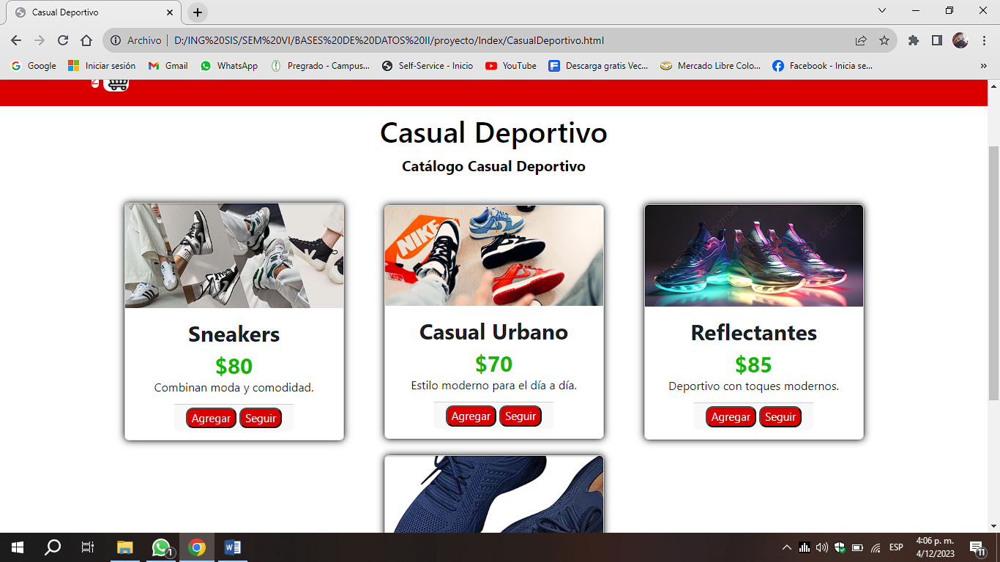 Casual Deportivo
Archivo
D:/ING%20SIS/SEM%20VI/BASES%20DE%20DATOS%20II/proyecto/Index/CasualDeportivo.html
Google
Iniciar sesión
Gmail
WhatsApp
Pregrado - Campus...
Self-Service - Inicio
YouTube
Descarga gratis Vec...
Mercado Libre Colo...
Facebook - Inicia se...
Casual Deportivo
Catálogo Casual Deportivo
NIKE
Sneakers
$80
Combinan moda y comodidad.
Agregar Seguir
Casual Urbano
$70
Estilo moderno para el día a día.
Agregar Seguir
Reflectantes
$85
Deportivo con toques modernos.
Agregar Seguir
1
ESP
4:06 p. m.
4/12/2023
11